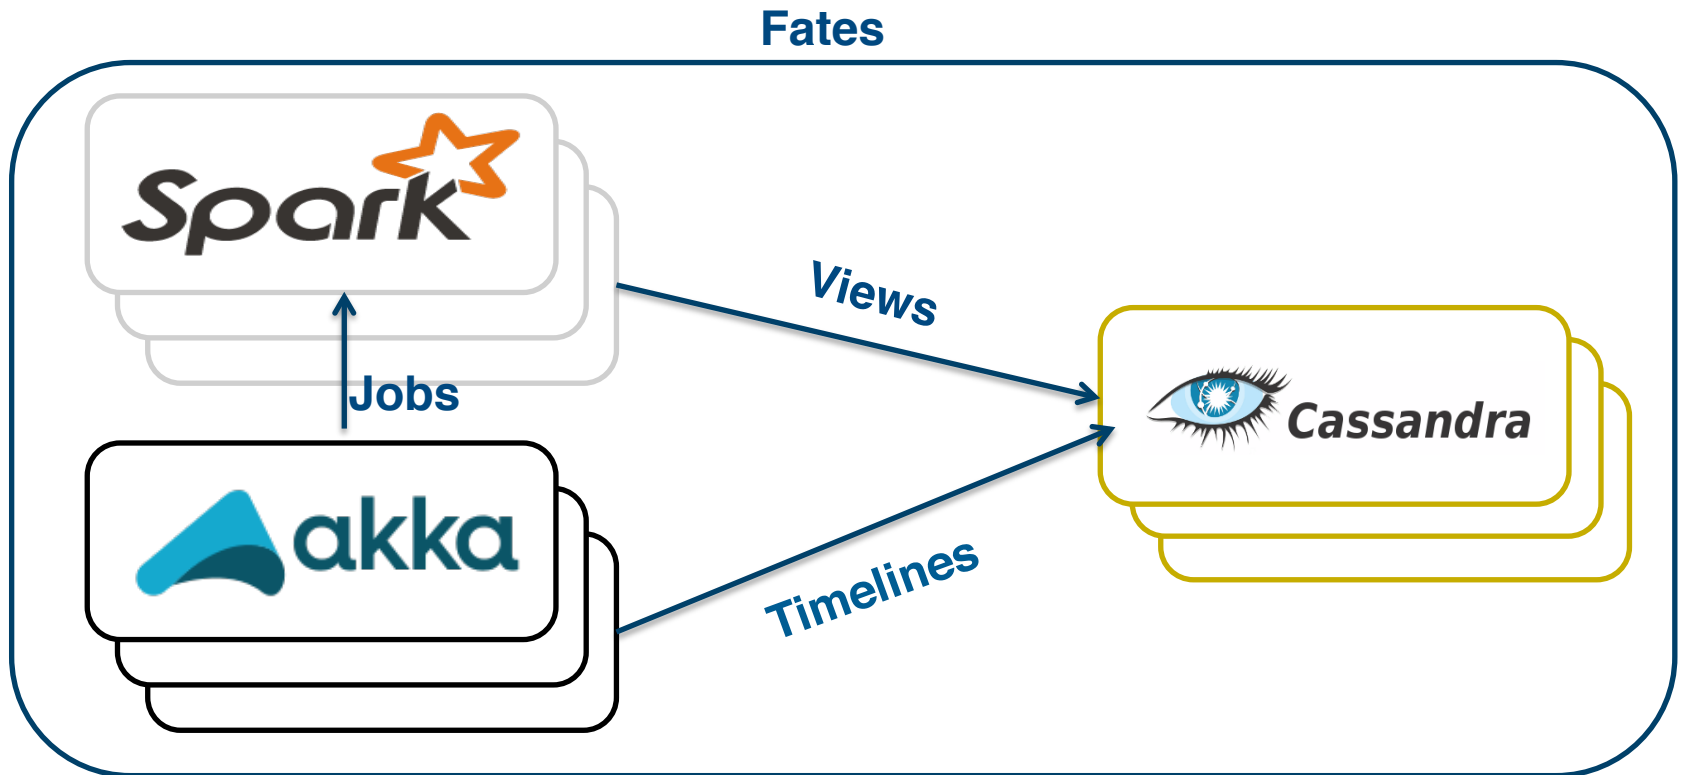 Fates
Spark
Views
Jobs
Cassandra
akka
Timelines